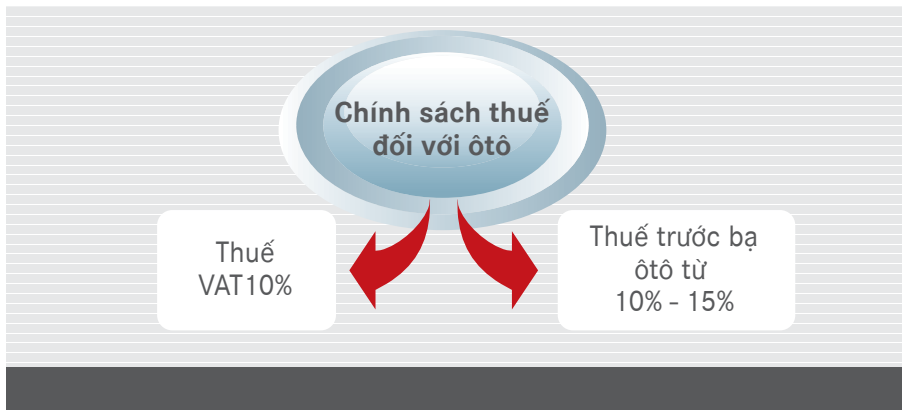 Chính sách thuế
đối với ôtô
Thuế
VAT10%
Thuế trước bạ
ôtô từ
10% - 15%